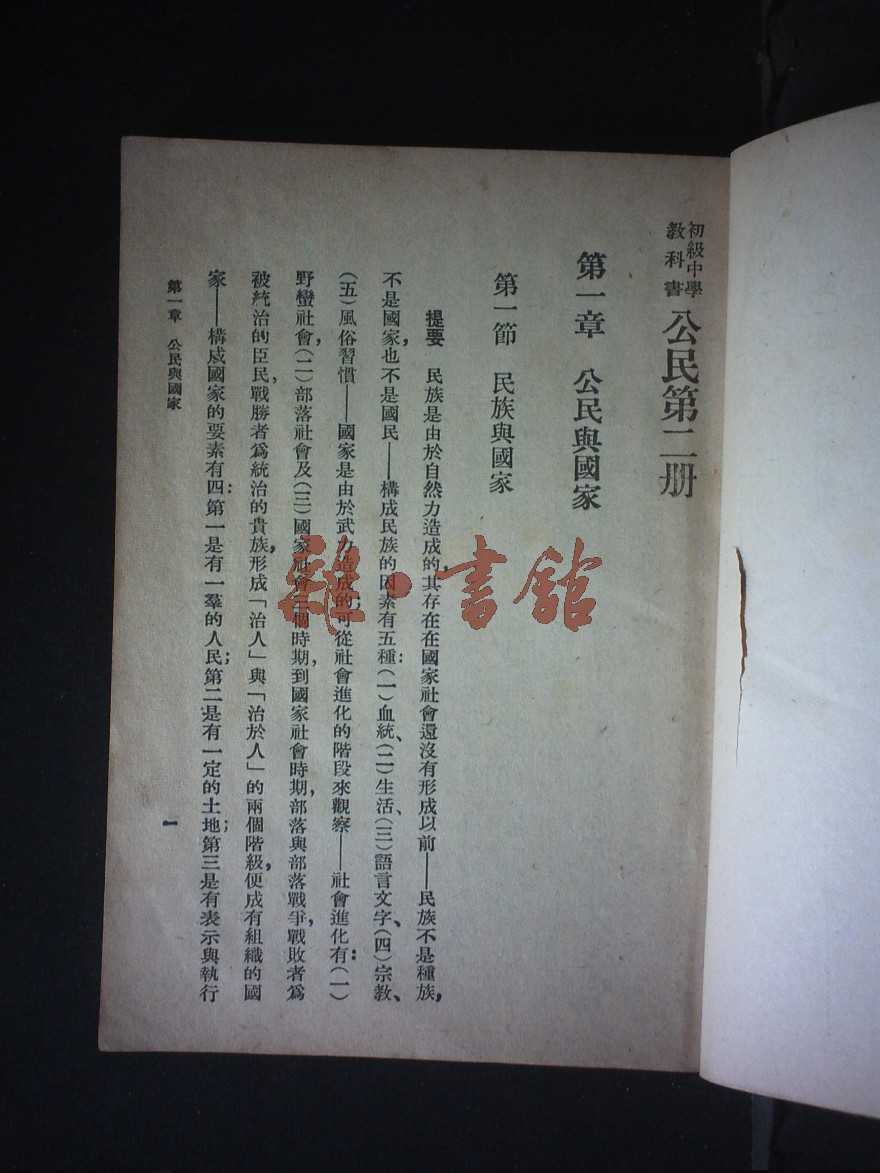 初級中學
教科書
公民第二册
第一章　公民與國家
第一節　民族與國家
提要　民族是由於自然力造成的，其存在在國家社會還沒有形成以前——民族不是種族，
不是國家，也不是國民——構成民族的因素有五種：（一）血統、（二）生活、（三）語言文字、（四）宗教、
（五）風俗習慣——國家是由於武力造成的；可從社會進化的階段來觀察——社會進化有：（一）
野蠻社會，（二）部落社會及（三）國家社會三個時期，到國家社會時期，部落與部落戰爭，戰敗者爲
被統治的臣民，戰勝者爲統治的貴族，形成「治人」與「治於人」的兩個階級，便成有組織的國
家——構成國家的要素有四：第一是有一羣的人民；第二是有一定的土地；第三是有表示與執行
第一章　公民與國家
一
雜·書館